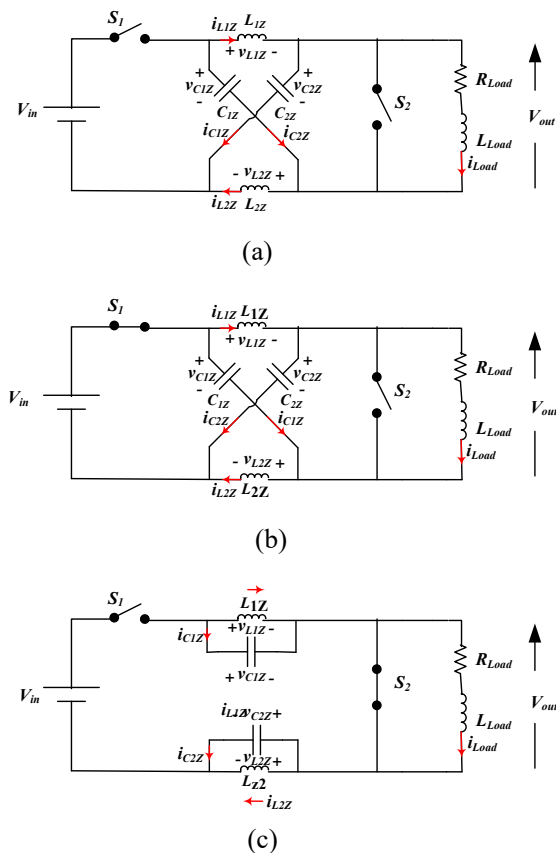 S1
iL1Z L1Z
+ vL1Z -
+
vC1Z
-
C1Z
+
vC2Z
-
C2Z
iC1Z
iC2Z
Vin
S2
RLoad
LLoad
iLoad
Vout
- vL2Z +
iL2Z L2Z
(a)
S1
iL1Z L1Z
+ vL1Z -
+
vC1Z
-
C1Z
+
vC2Z
-
C2Z
iC2Z
iC1Z
Vin
S2
RLoad
LLoad
iLoad
Vout
- vL2Z +
iL2Z L2Z
(b)
S1
L1Z
iC1Z
+ vL1Z -
+ vC1Z -
Vin
S2
RLoad
LLoad
iLoad
Vout
iL1Z
- vC2Z +
iC2Z
- vL2Z +
Lz2
iL2Z
(c)